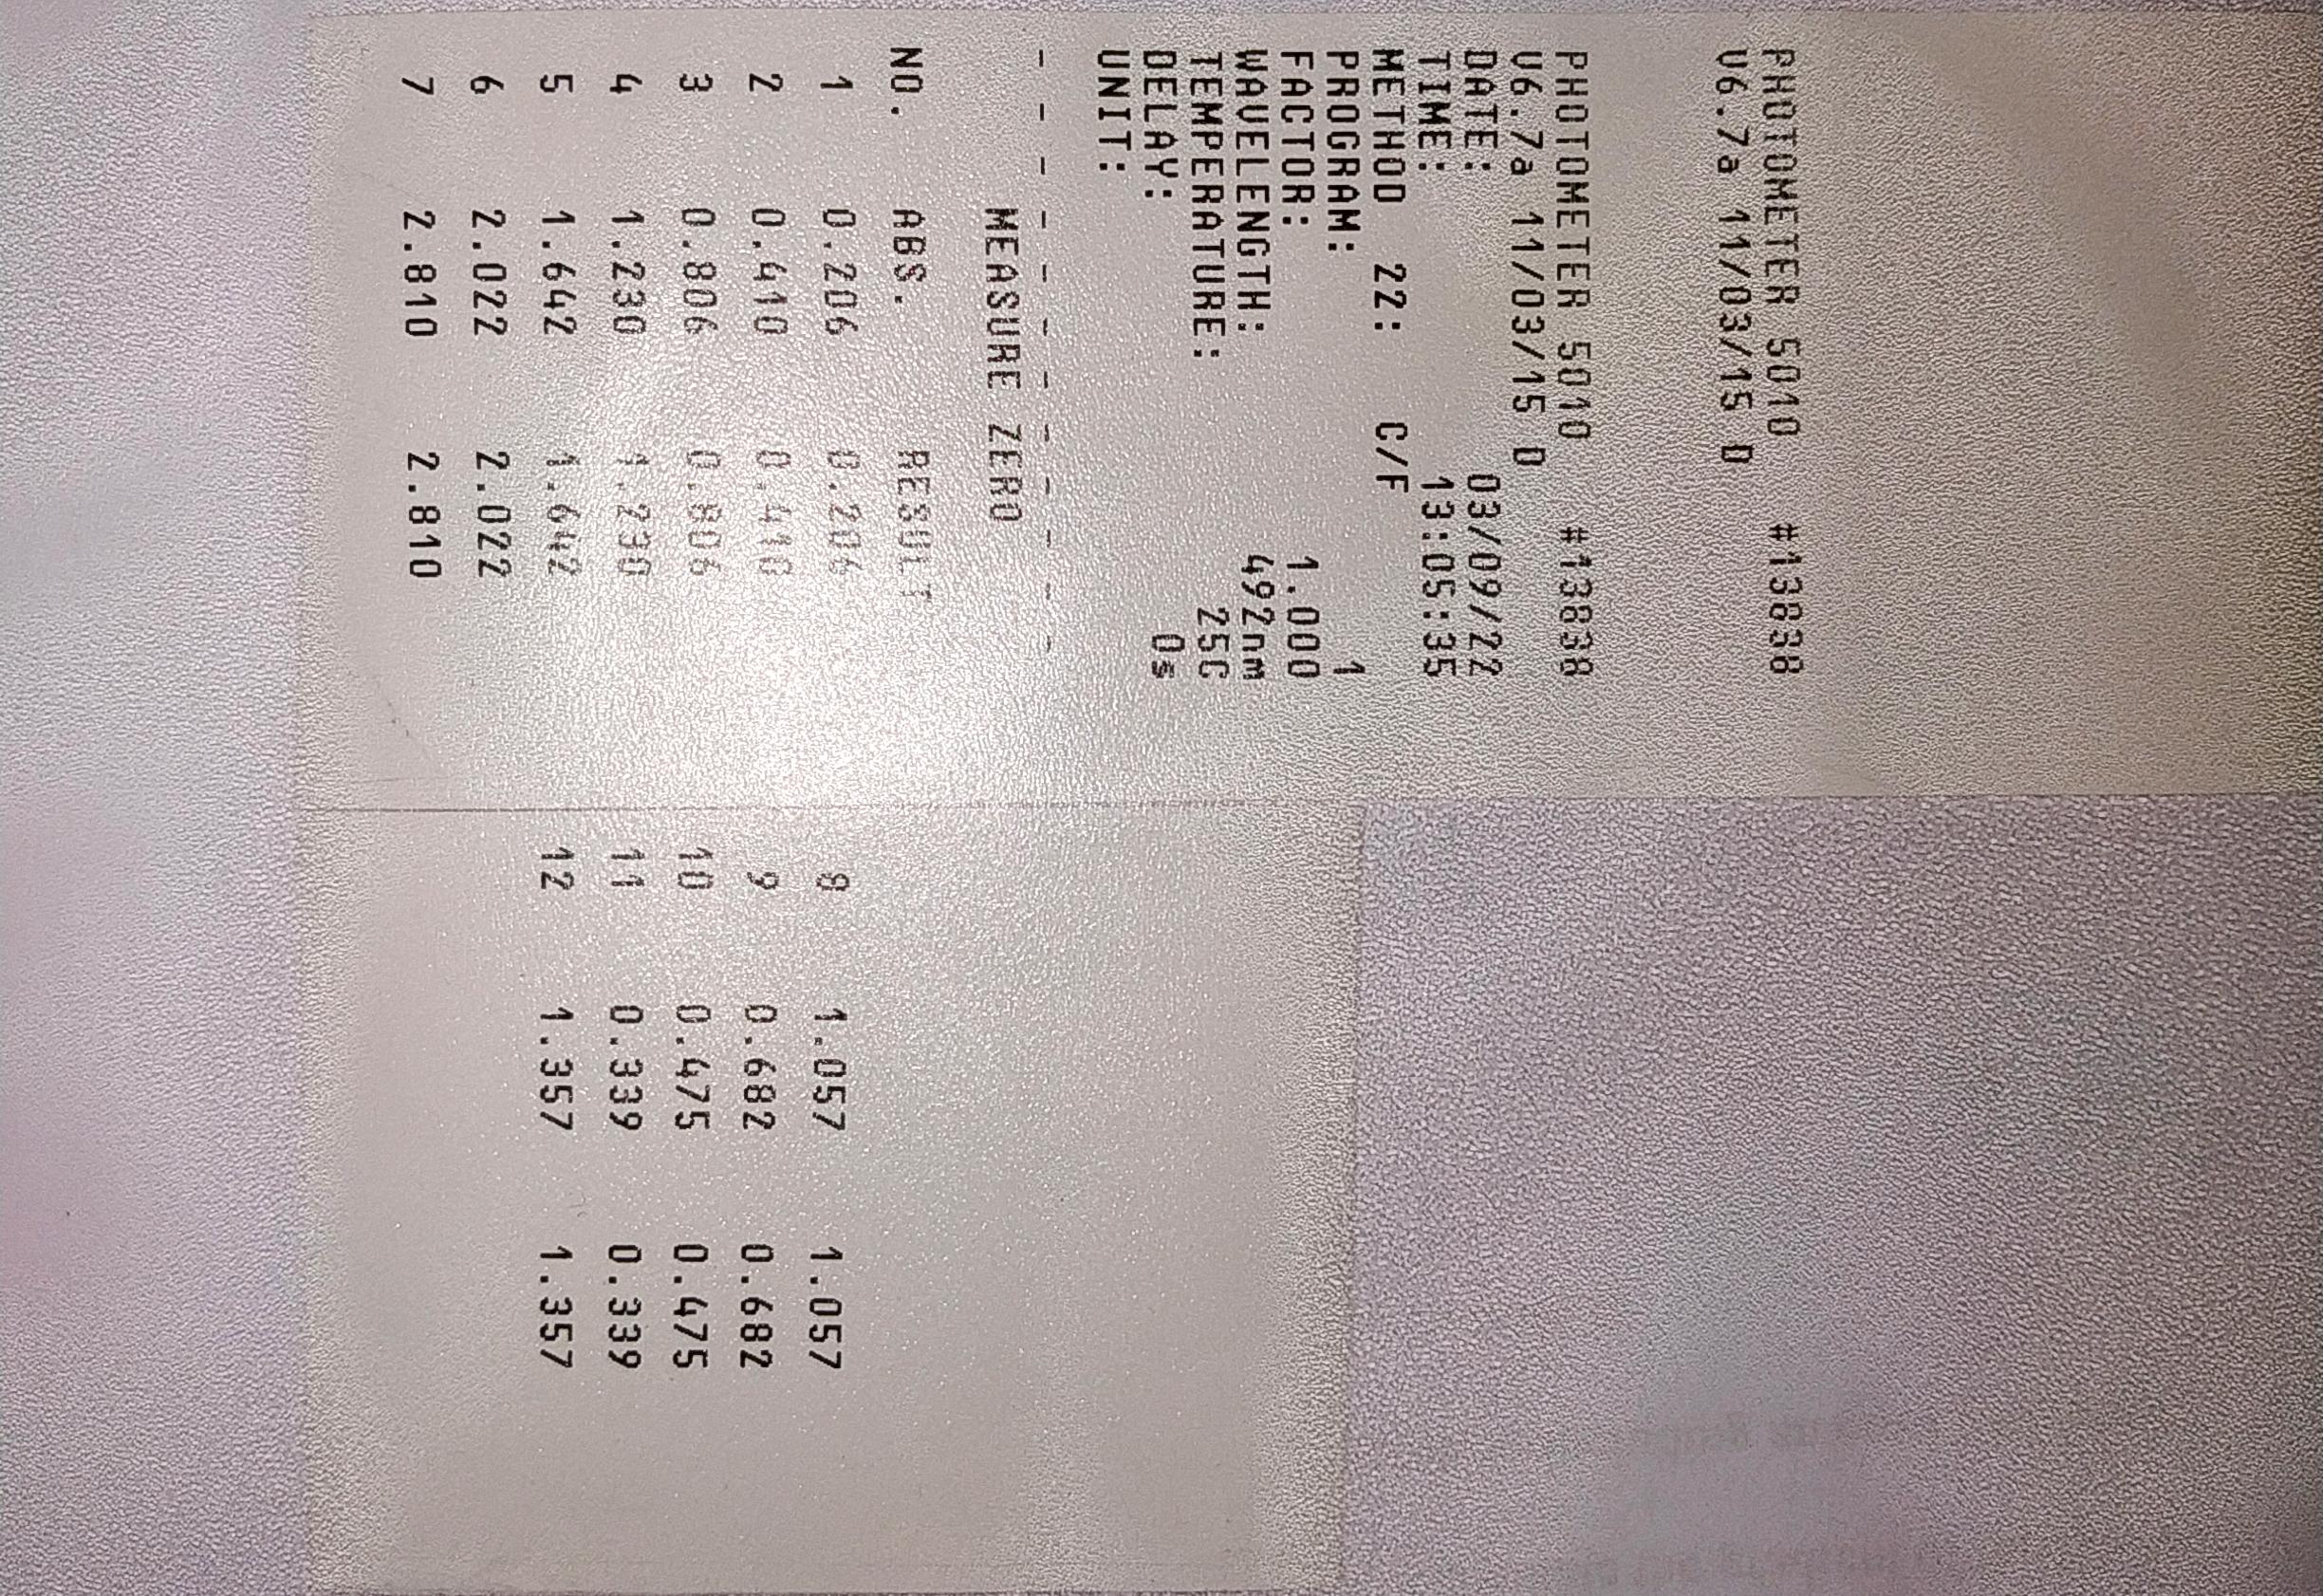 PHOTOMETER 5010 #13838
V6.7a 11/03/15 D
PHOTOMETER 5010 #13838
V6.7a 11/03/15 D
DATE: 03/09/22
TIME: 13:05:35
METHOD 22: C/F
PROGRAM: 1
FACTOR: 1.000
WAVELENGTH: 492nm
TEMPERATURE: 25C
DELAY: 0s
UNIT:
- - - - - - - - - - - -
MEASURE ZERO
NO. ABS. RESULT
1 0.206 0.206
2 0.410 0.410
3 0.806 0.806
4 1.230 1.230
5 1.642 1.642
6 2.022 2.022
7 2.810 2.810
8 1.057 1.057
9 0.682 0.682
10 0.475 0.475
11 0.339 0.339
12 1.357 1.357